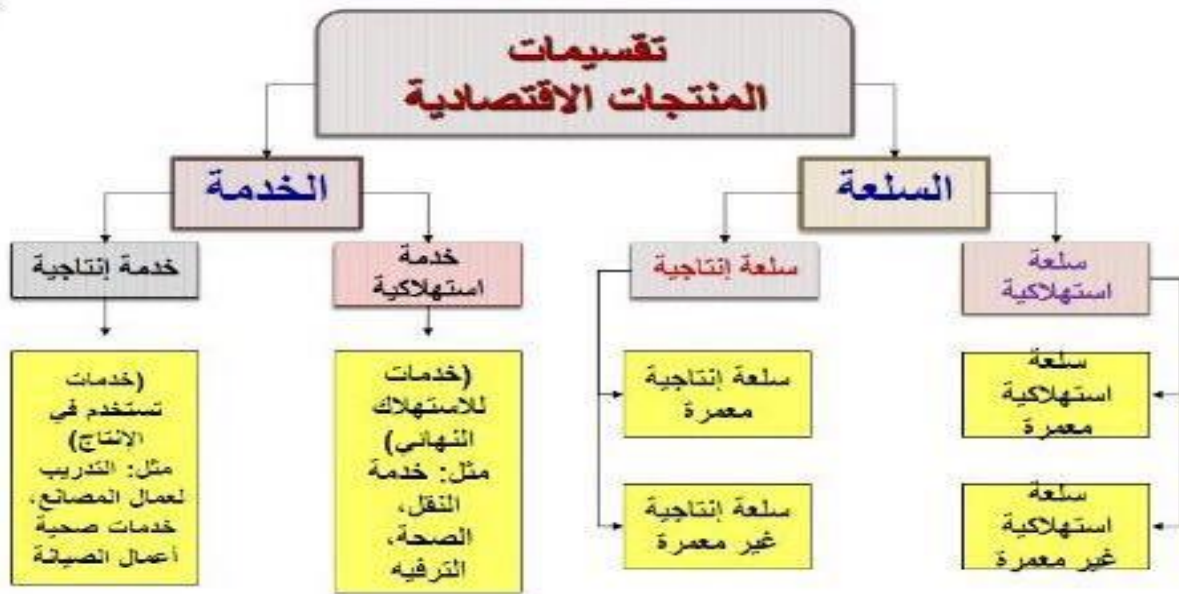 تقسيمات
المنتجات الاقتصادية
السلعة
الخدمة
سلعة
استهلاكية
سلعة إنتاجية
خدمة
استهلاكية
خدمة إنتاجية
سلعة
استهلاكية
معمرة
سلعة إنتاجية
معمرة
سلعة
استهلاكية
غير معمرة
سلعة إنتاجية
غير معمرة
(خدمات
للاستهلاك
النهائي)
مثل: خدمة
النقل،
الصحة،
الترفيه
(خدمات
تستخدم في
الإنتاج)
مثل: التدريب
لعمال المصانع،
خدمات صحية
أعمال الصيانة